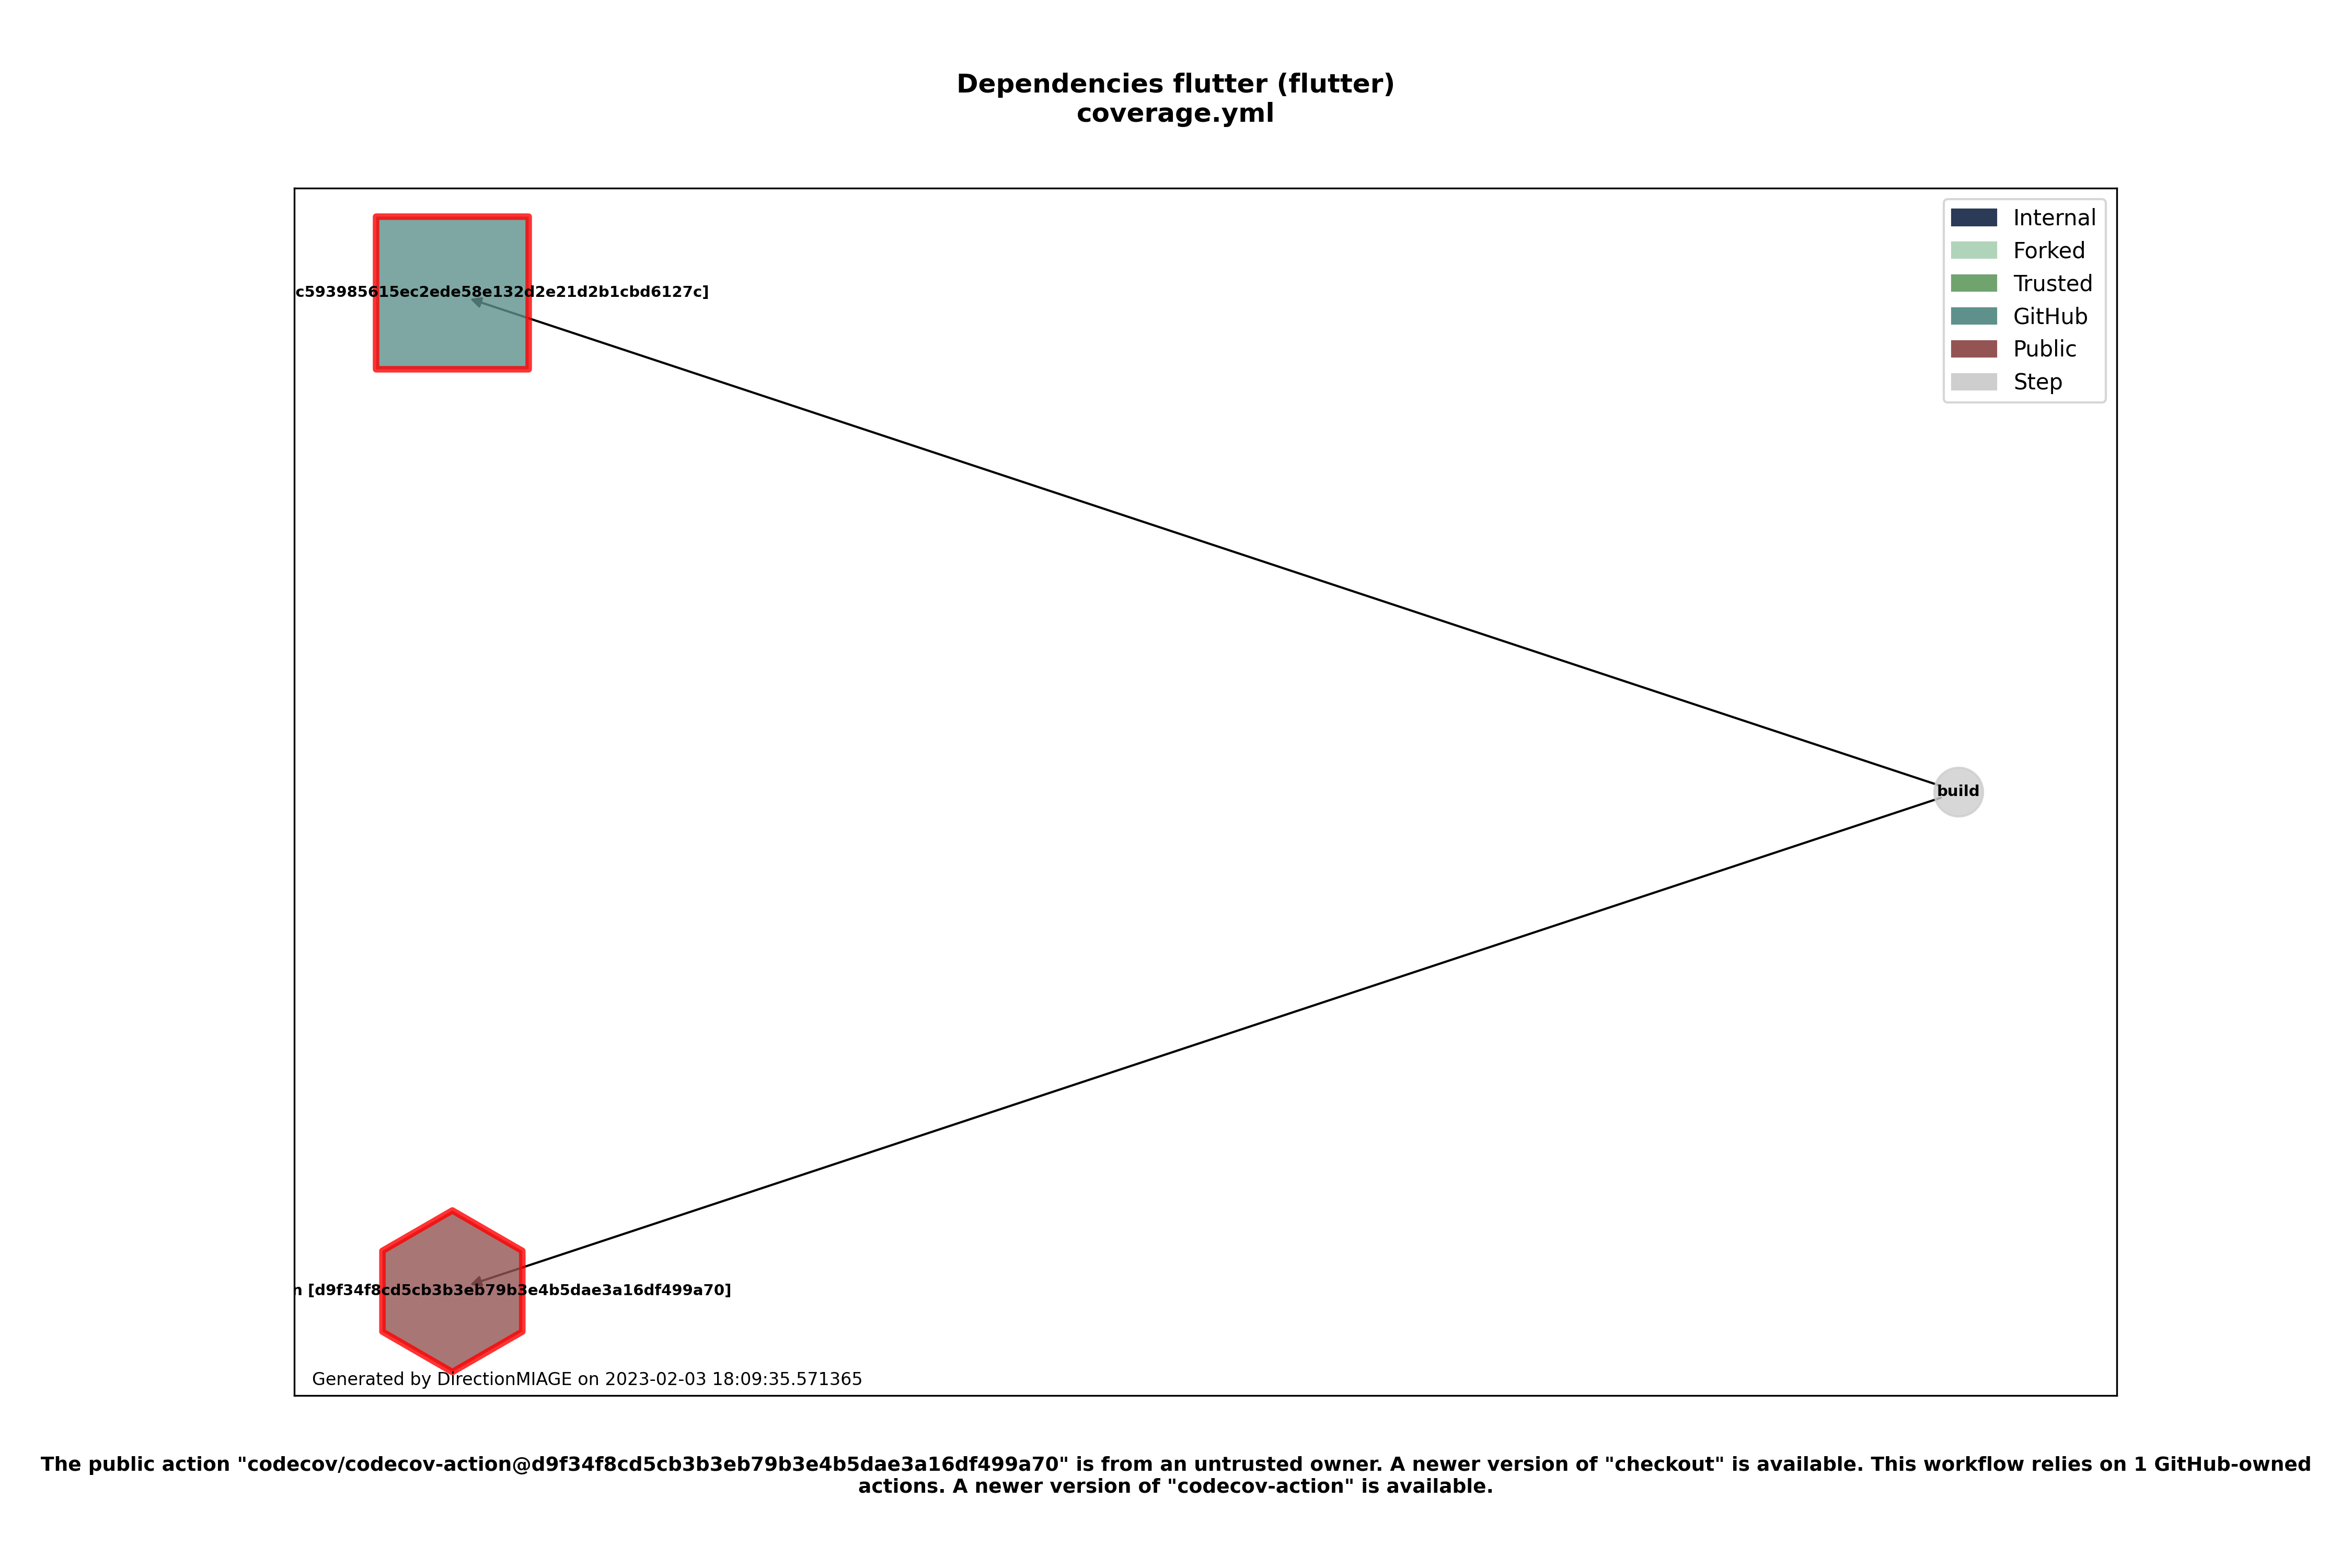 Dependencies flutter (flutter)
coverage.yml
Internal
Forked
Trusted
GitHub
Public
Step
c593985615ec2ede58e132d2e21d2b1cbd6127c]
build
n [d9f34f8cd5cb3b3eb79b3e4b5dae3a16df499a70]
Generated by DirectionMIAGE on 2023-02-03 18:09:35.571365
The public action "codecov/codecov-action@d9f34f8cd5cb3b3eb79b3e4b5dae3a16df499a70" is from an untrusted owner. A newer version of "checkout" is available. This workflow relies on 1 GitHub-owned
actions. A newer version of "codecov-action" is available.